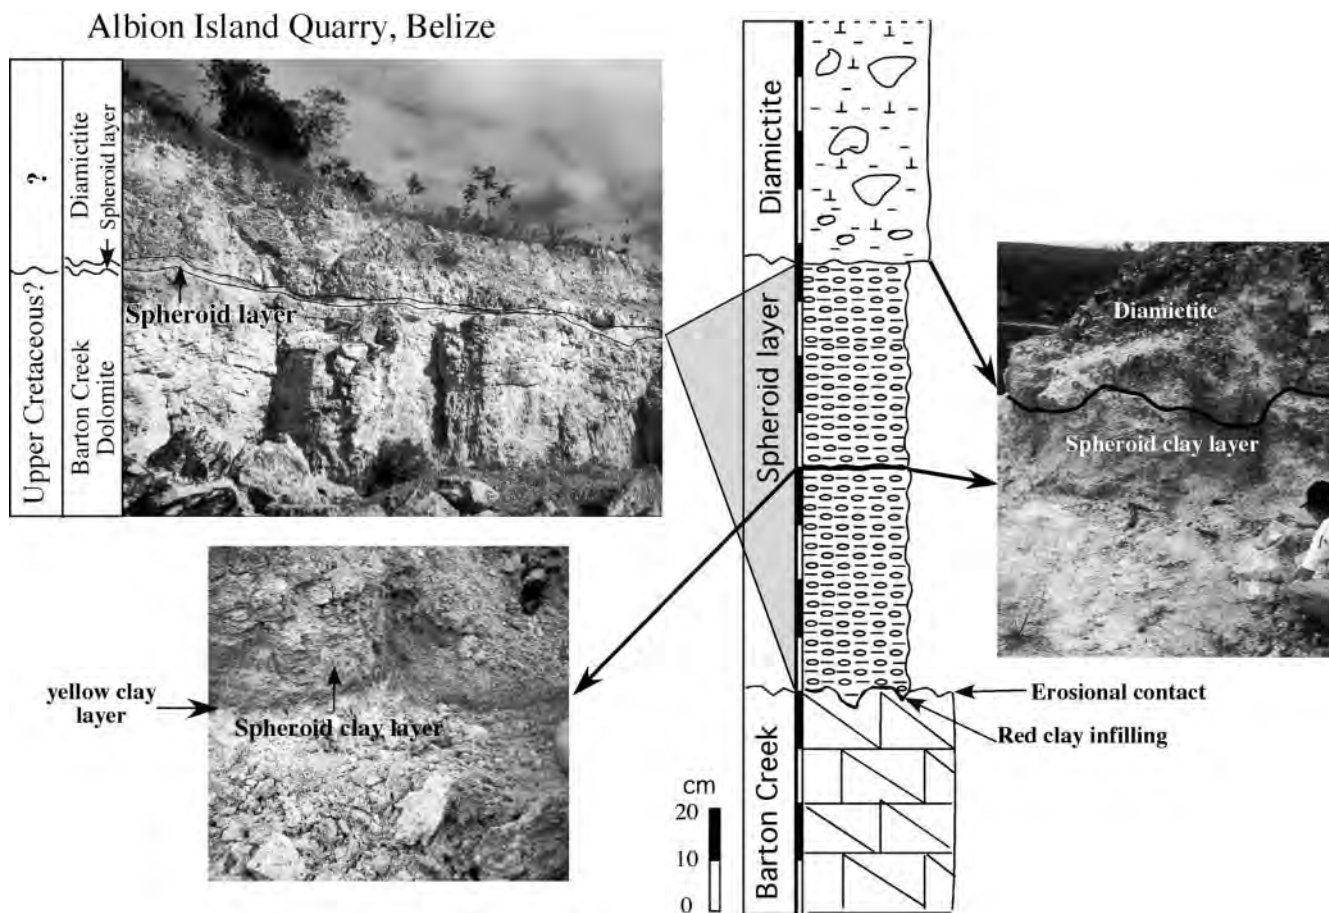 Albion Island Quarry, Belize
?
Upper Cretaceous?
Diamictite
Spheroid layer
Barton Creek
Dolomite
Spheroid layer
yellow clay
layer
Spheroid clay layer
Diamictite
Spheroid layer
Barton Creek
cm
20
10
0
Diamictite
Spheroid clay layer
Erosional contact
Red clay infilling